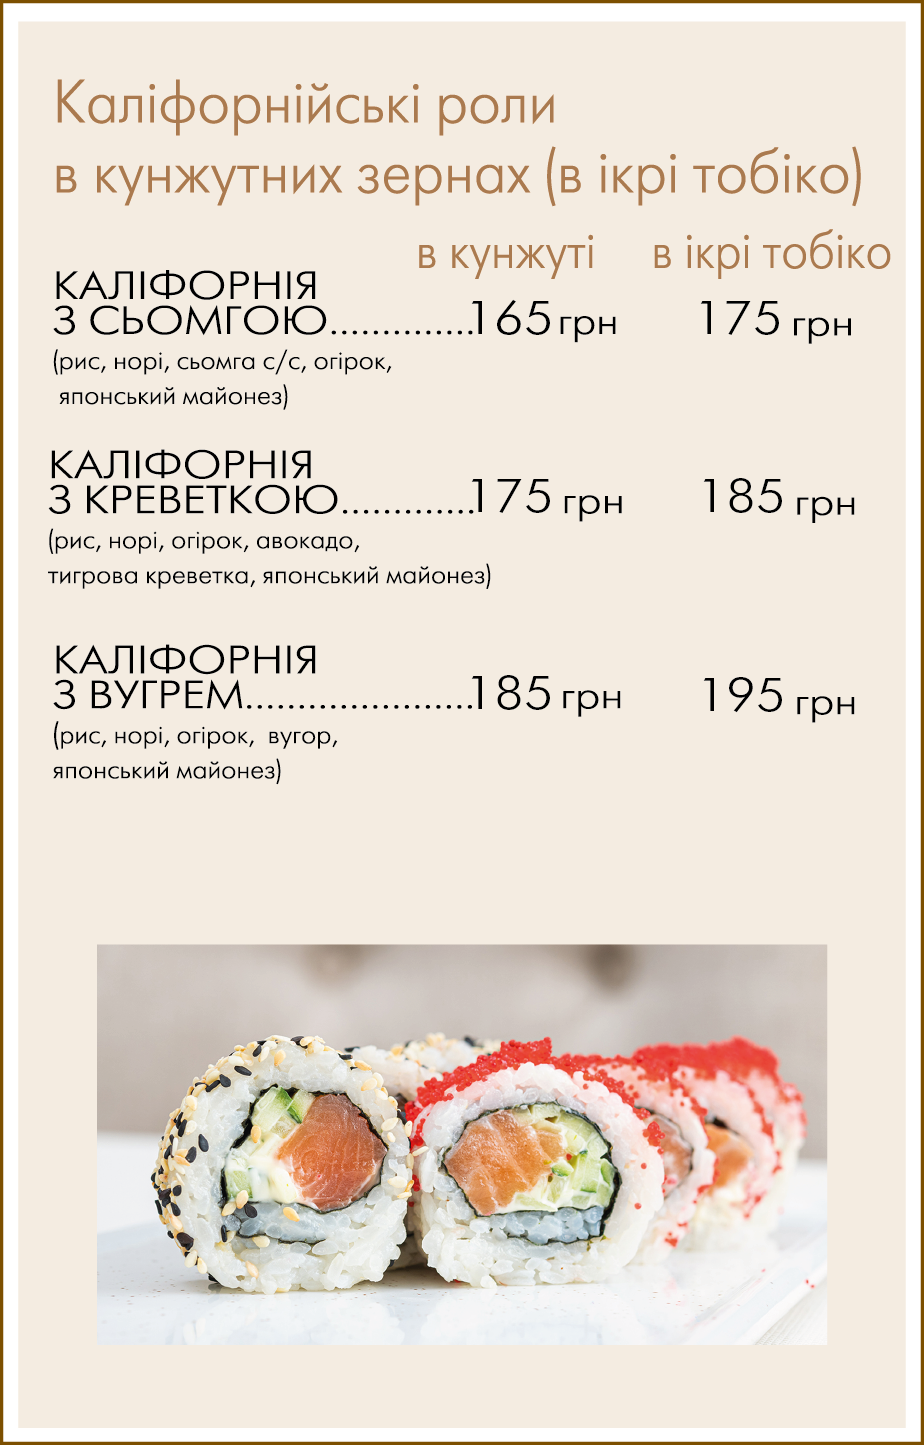 Каліфорнійські роли
в кунжутних зернах (в ікрі тобіко)
в кунжуті в ікрі тобіко
КАЛІФОРНІЯ
З СЬОМГОЮ..............165 грн 175 грн
(рис, норі, сьомга с/с, огірок,
японський майонез)
КАЛІФОРНІЯ
З КРЕВЕТКОЮ.............175 грн 185 грн
(рис, норі, огірок, авокадо,
тигрова креветка, японський майонез)
КАЛІФОРНІЯ
З ВУГРЕМ......................185 грн 195 грн
(рис, норі, огірок, вугор,
японський майонез)